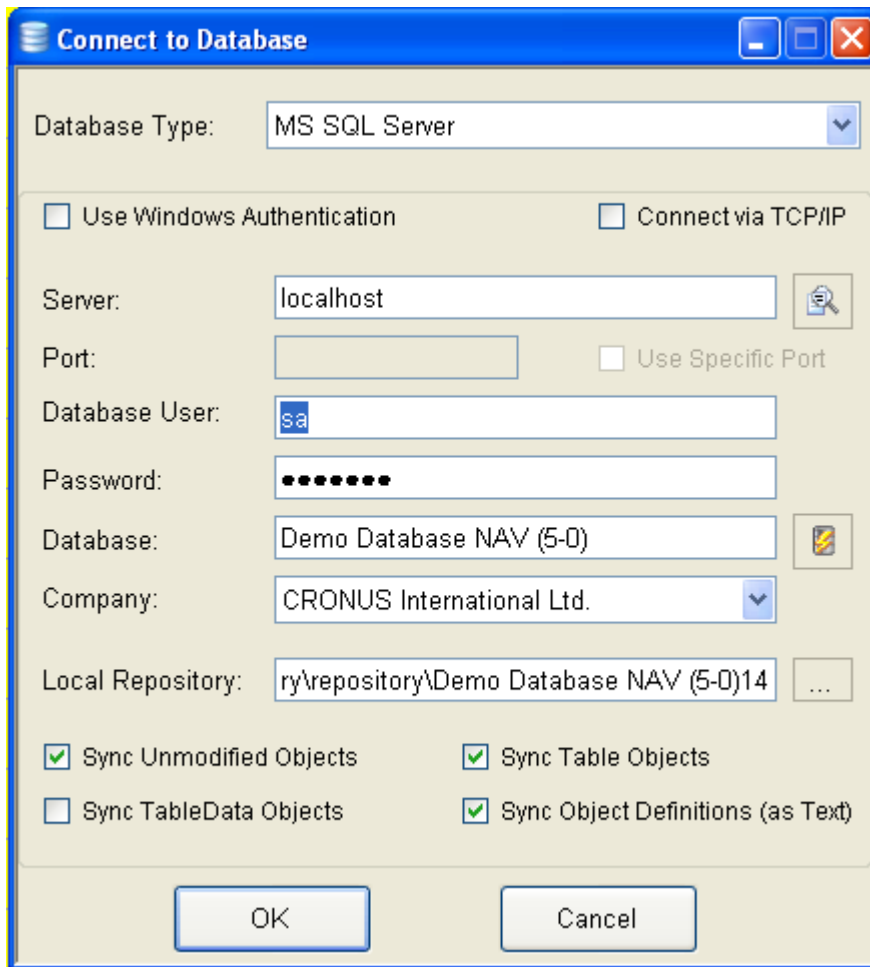 Connect to Database
Database Type: MS SQL Server
Use Windows Authentication Connect via TCP/IP
Server: localhost
Port: Use Specific Port
Database User: sa
Password: •••••••
Database: Demo Database NAV (5-0)
Company: CRONUS International Ltd.
Local Repository: ry\repository\Demo Database NAV (5-0)14 ...
Sync Unmodified Objects Sync Table Objects
Sync TableData Objects Sync Object Definitions (as Text)
OK Cancel